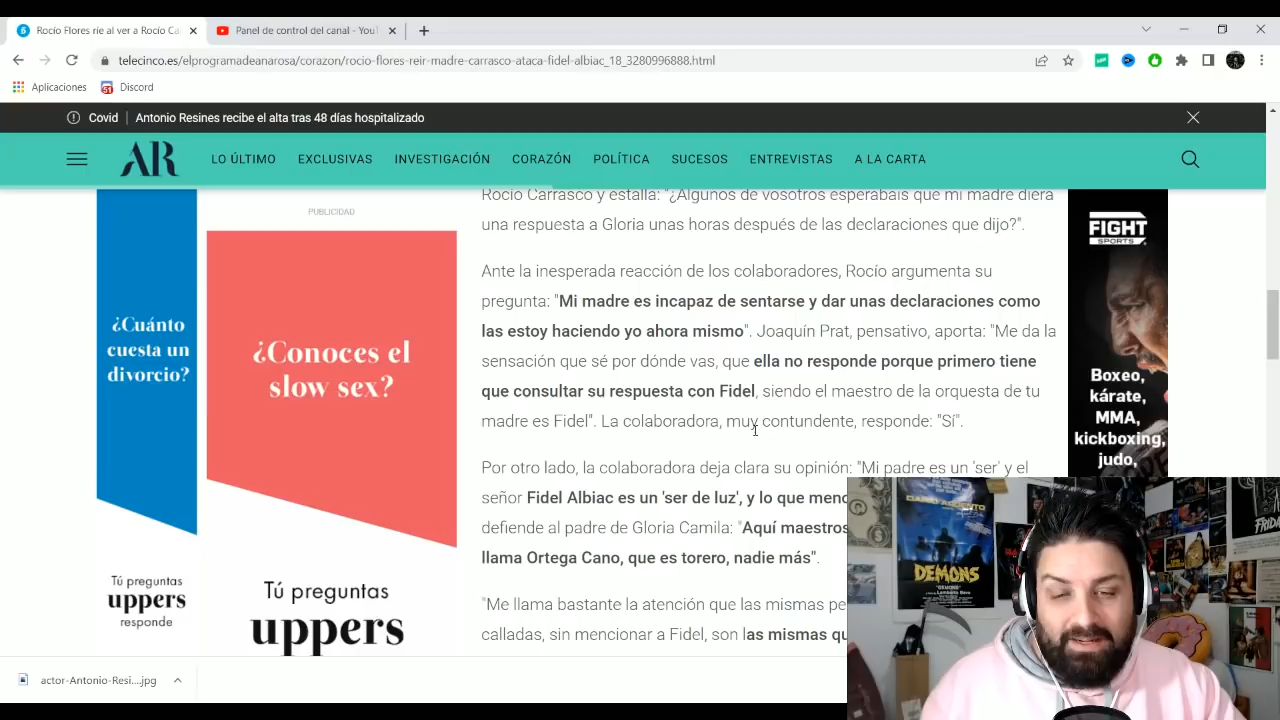 Rocío Flores ríe al ver a Rocío Ca
Panel de control del canal - YouT
telecinco.es/elprogramadeanarosa/corazon/rocio-flores-rein-madre-carrasco-ataca-fidel-albiac_18_3280996888.html
Aplicaciones
Discord
Covid
Antonio Resines recibe el alta tras 48 días hospitalizado
AR
LO ÚLTIMO
EXCLUSIVAS
INVESTIGACIÓN
CORAZÓN
POLÍTICA
SUCESOS
ENTREVISTAS
A LA CARTA
PUBLICIDAD
¿Cuánto
cuesta un
divorcio?
Tú preguntas
uppers
responde
¿Conoces el
slow sex?
Tú preguntas
uppers
Rocío Carrasco y estalla: "¿Algunos de vosotros esperabais que mi madre diera
una respuesta a Gloria unas horas después de las declaraciones que dijo?".
Ante la inesperada reacción de los colaboradores, Rocío argumenta su
pregunta: "Mi madre es incapaz de sentarse y dar unas declaraciones como
las estoy haciendo yo ahora mismo". Joaquín Prat, pensativo, aporta: "Me da la
sensación que sé por dónde vas, que ella no responde porque primero tiene
que consultar su respuesta con Fidel, siendo el maestro de la orquesta de tu
madre es Fidel". La colaboradora, muy contundente, responde: "Sí".
Por otro lado, la colaboradora deja clara su opinión: "Mi padre es un 'ser' y el
señor Fidel Albiac es un 'ser de luz', y lo que
defiende al padre de Gloria Camila: "Aquí maestros
llama Ortega Cano, que es torero, nadie más".
"Me llama bastante la atención que las mismas
calladas, sin mencionar a Fidel, son las mismas
FIGHT
SPORTS
Boxeo,
kárate,
MMA,
kickboxing,
judo,
DEMONS
actor-Antonio-Resi....jpg